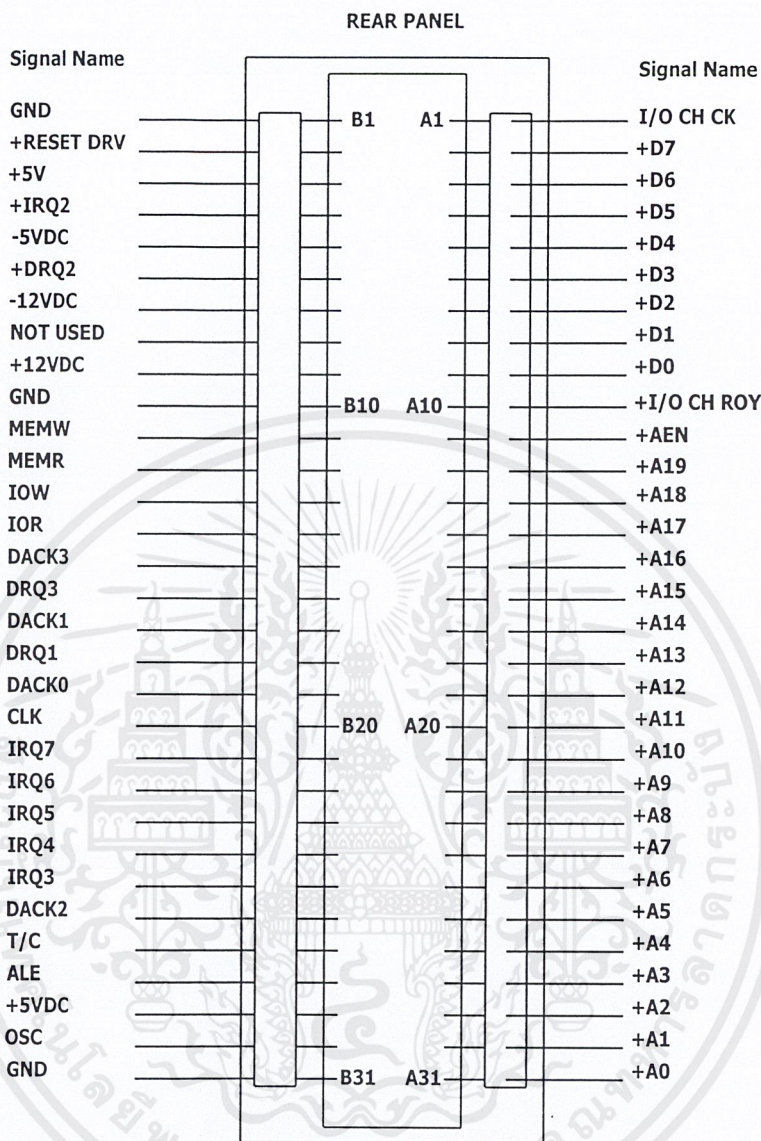 REAR PANEL
Signal Name
Signal Name
GND B1 A1 I/O CH CK
+RESET DRV +D7
+5V +D6
+IRQ2 +D5
-5VDC +D4
+DRQ2 +D3
-12VDC +D2
NOT USED +D1
+12VDC +D0
GND B10 A10 +I/O CH ROY
MEMW +AEN
MEMR +A19
IOW +A18
IOR +A17
DACK3 +A16
DRQ3 +A15
DACK1 +A14
DRQ1 +A13
DACK0 +A12
CLK B20 A20 +A11
IRQ7 +A10
IRQ6 +A9
IRQ5 +A8
IRQ4 +A7
IRQ3 +A6
DACK2 +A5
T/C +A4
ALE +A3
+5VDC +A2
OSC +A1
GND B31 A31 +A0